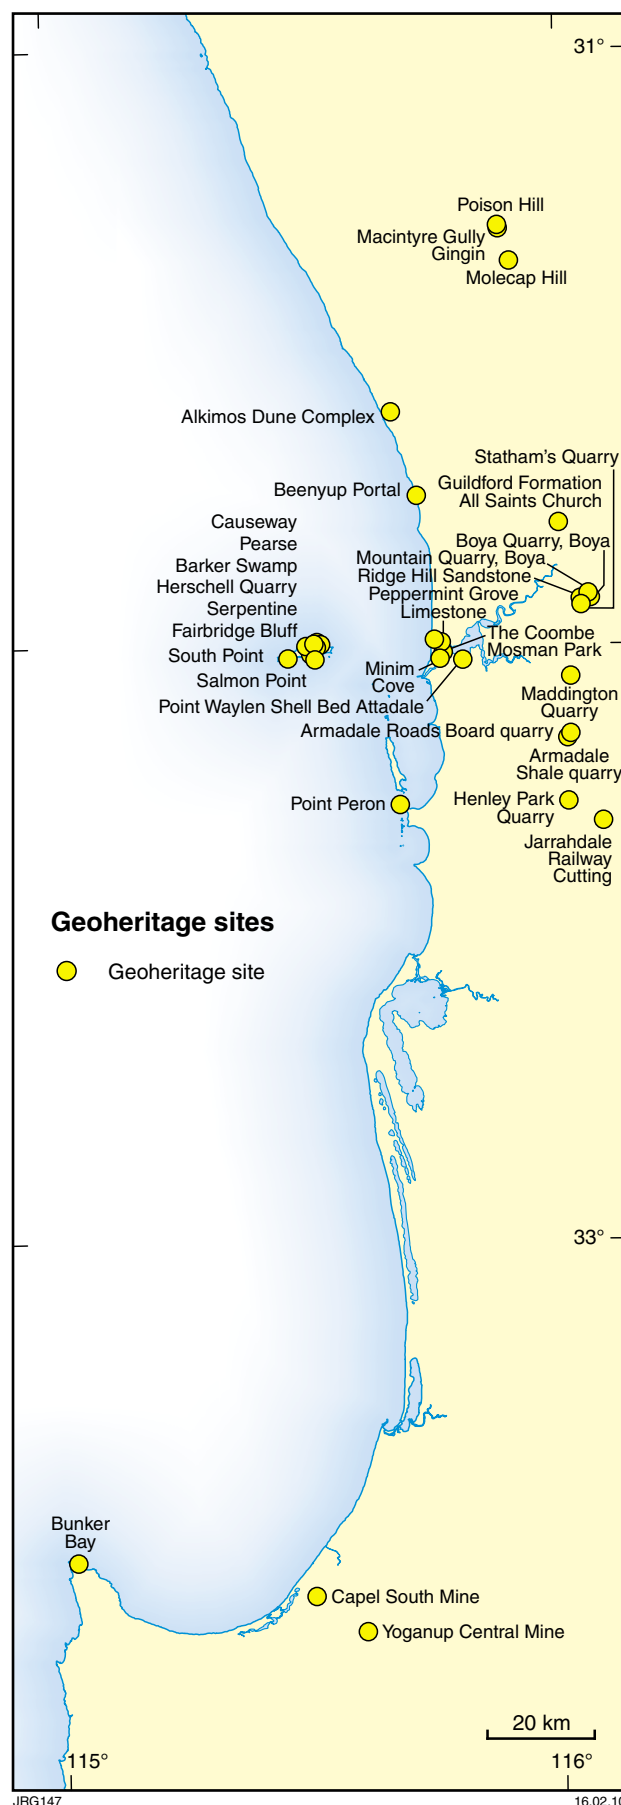 31°
Poison Hill
Macintyre Gully
Gingin
Molecap Hill
Alkimos Dune Complex
Statham's Quarry
Beenyup Portal
Guildford Formation
All Saints Church
Causeway
Pearse
Barker Swamp
Herschell Quarry
Serpentine
Fairbridge Bluff
South Point
Salmon Point
Boya Quarry, Boya
Mountain Quarry, Boya
Ridge Hill Sandstone
Peppermint Grove
Limestone
The Coombe
Mosman Park
Minim
Cove
Point Waylen Shell Bed Attadale
Maddington
Quarry
Armadale Roads Board quarry
Armadale
Shale quarry
Point Peron
Henley Park
Quarry
Jarrahdale
Railway
Cutting
Geoheritage sites
Geoheritage site
33°
Bunker
Bay
Capel South Mine
Yoganup Central Mine
20 km
115°
116°
JRG147
16.02.10